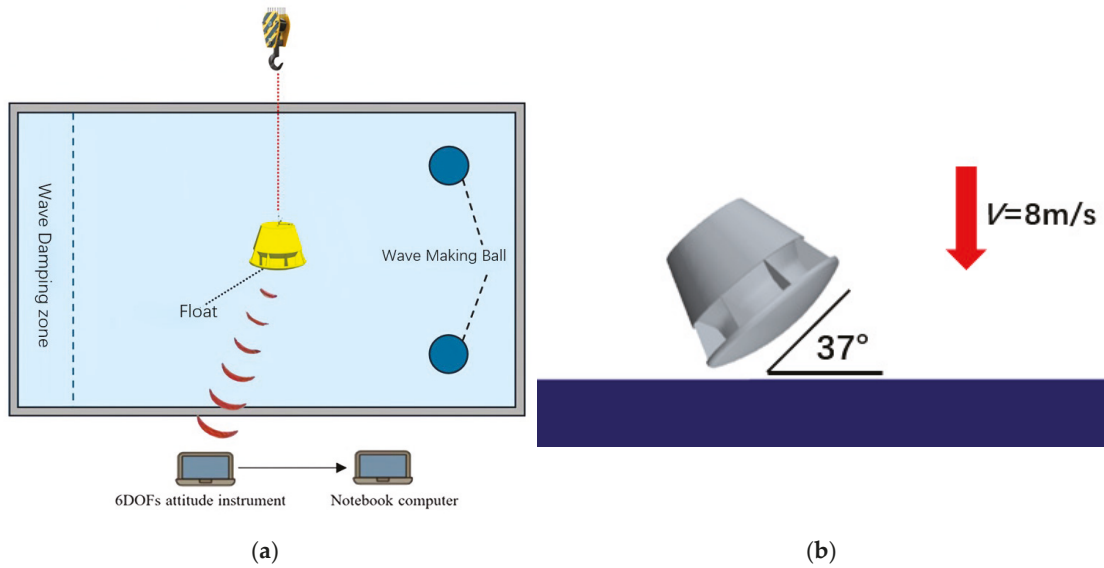 Wave Damping zone
Wave Making Ball
Float
6DOFs attitude instrument
Notebook computer
(a)
V=8m/s
37°
(b)